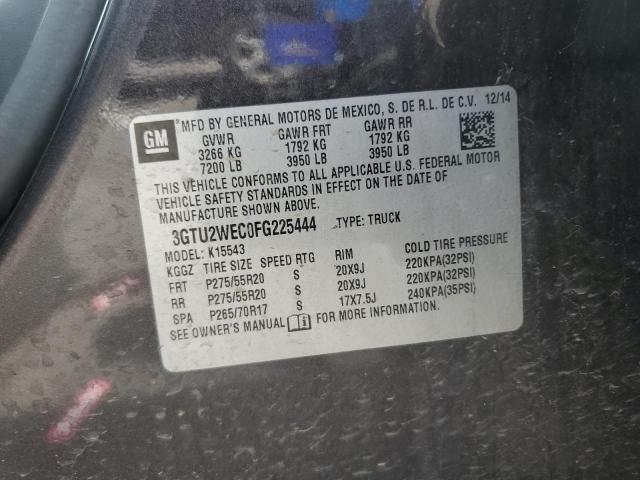 GM
*MFD BY GENERAL MOTORS DE MEXICO, S. DE R.L. DE C.V. 12/14
GVWR GAWR FRT GAWR RR
3266 KG 1792 KG 1792 KG
7200 LB 3950 LB 3950 LB
THIS VEHICLE CONFORMS TO ALL APPLICABLE U.S. FEDERAL MOTOR
VEHICLE SAFETY STANDARDS IN EFFECT ON THE DATE OF
MANUFACTURE SHOWN ABOVE.
3GTU2WEC0FG225444 TYPE: TRUCK
MODEL: K15543
KGGZ TIRE SIZE SPEED RTG RIM COLD TIRE PRESSURE
FRT P275/55R20 S 20X9J 220KPA(32PSI)
RR P275/55R20 S 20X9J 220KPA(32PSI)
SPA P265/70R17 S 17X7.5J 240KPA(35PSI)
SEE OWNER'S MANUAL FOR MORE INFORMATION.